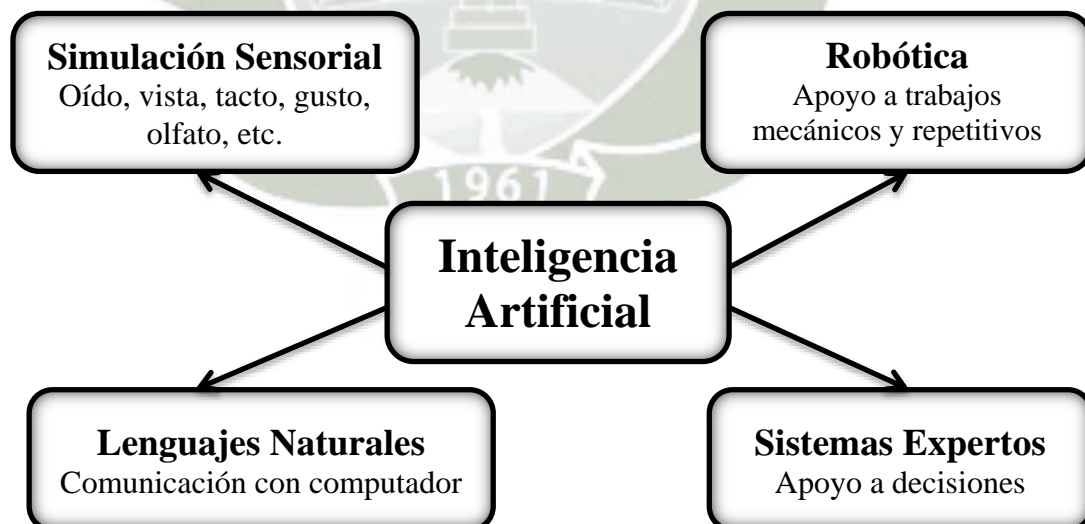 Simulación Sensorial
Oído, vista, tacto, gusto,
olfato, etc.
Robótica
Apoyo a trabajos
mecánicos y repetitivos
1961
Inteligencia
Artificial
Lenguajes Naturales
Comunicación con computador
Sistemas Expertos
Apoyo a decisiones